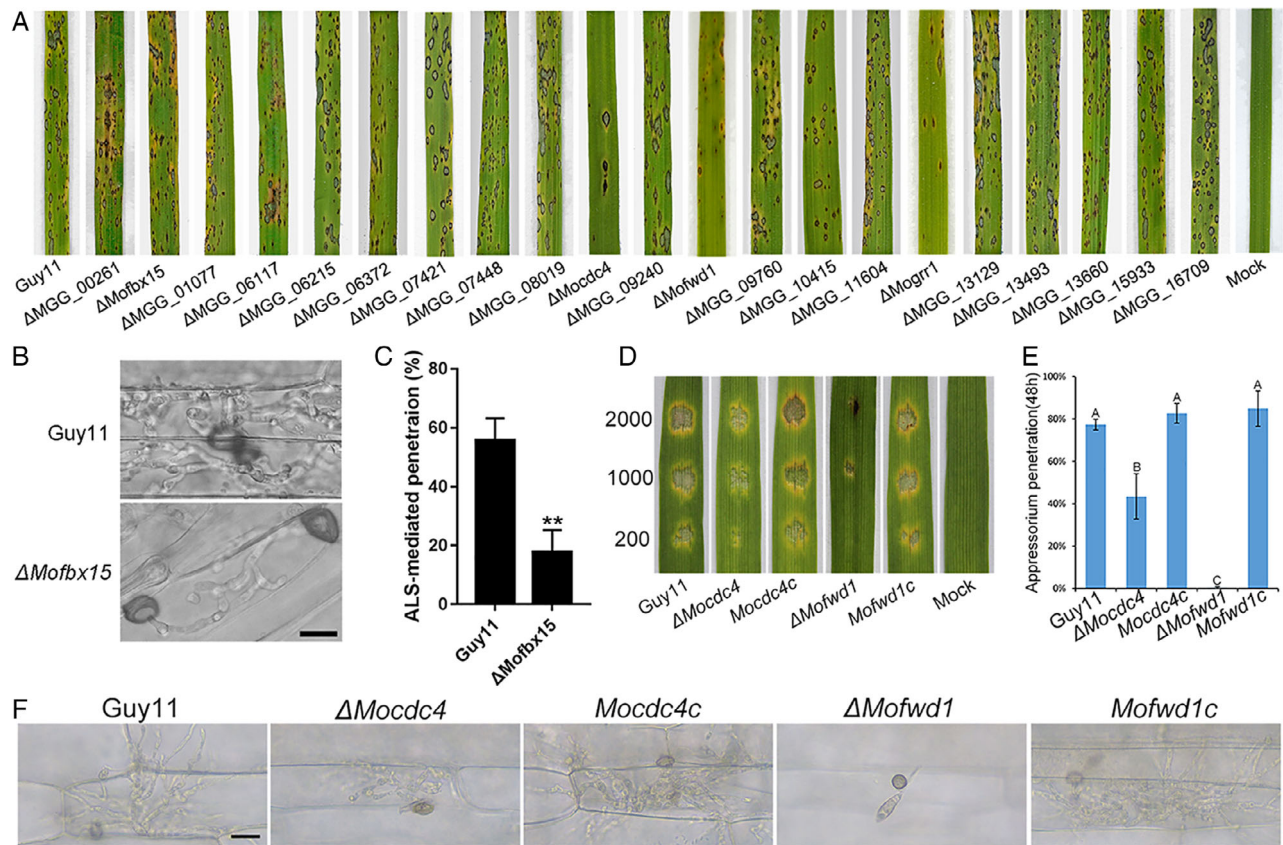 A
Guy11
ΔMGG_00261
ΔMofbx15
ΔMGG_01077
ΔMGG_06117
ΔMGG_06215
ΔMGG_06372
ΔMGG_07421
ΔMGG_07448
ΔMGG_08019
ΔMocdc4
ΔMGG_09240
ΔMofwd1
ΔMGG_09760
ΔMGG_10415
ΔMGG_11604
ΔMogrr1
ΔMGG_13129
ΔMGG_13493
ΔMGG_13660
ΔMGG_15933
ΔMGG_16709
Mock
B
Guy11
ΔMofbx15
C
ALS-mediated penetraion (%)
80
60
40
20
0
**
Guy11
ΔMofbx15
D
2000
1000
200
Guy11
ΔMocdc4
Mocdc4c
ΔMofwd1
Mofwd1c
Mock
E
Appressorium penetration(48h)
100%
80%
60%
40%
20%
0%
A
B
A
C
A
Guy11
ΔMocdc4
Mocdc4c
ΔMofwd1
Mofwd1c
F
Guy11
ΔMocdc4
Mocdc4c
ΔMofwd1
Mofwd1c